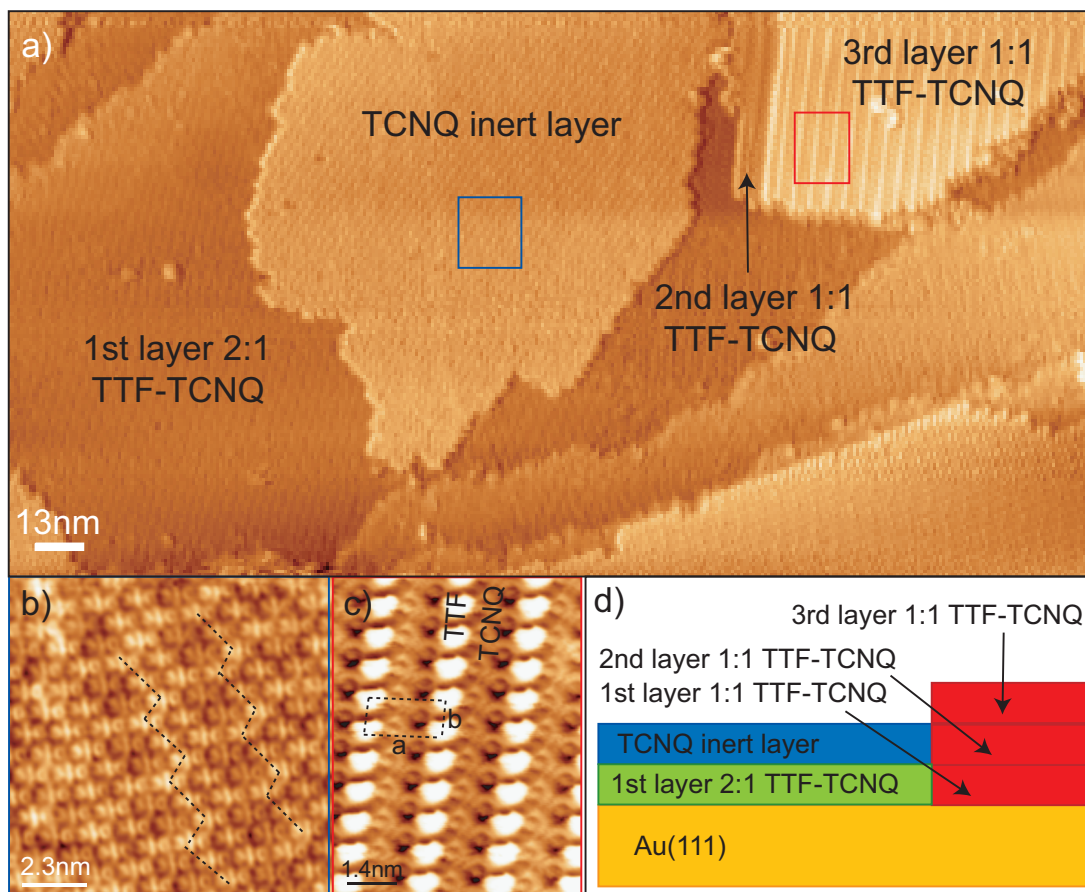 a)
3rd layer 1:1
TTF-TCNQ
TCNQ inert layer
2nd layer 1:1
TTF-TCNQ
1st layer 2:1
TTF-TCNQ
13nm
b)
2.3nm
c)
TTF
TCNQ
b
a
1.4nm
d)
3rd layer 1:1 TTF-TCNQ
2nd layer 1:1 TTF-TCNQ
1st layer 1:1 TTF-TCNQ
TCNQ inert layer
1st layer 2:1 TTF-TCNQ
Au(111)